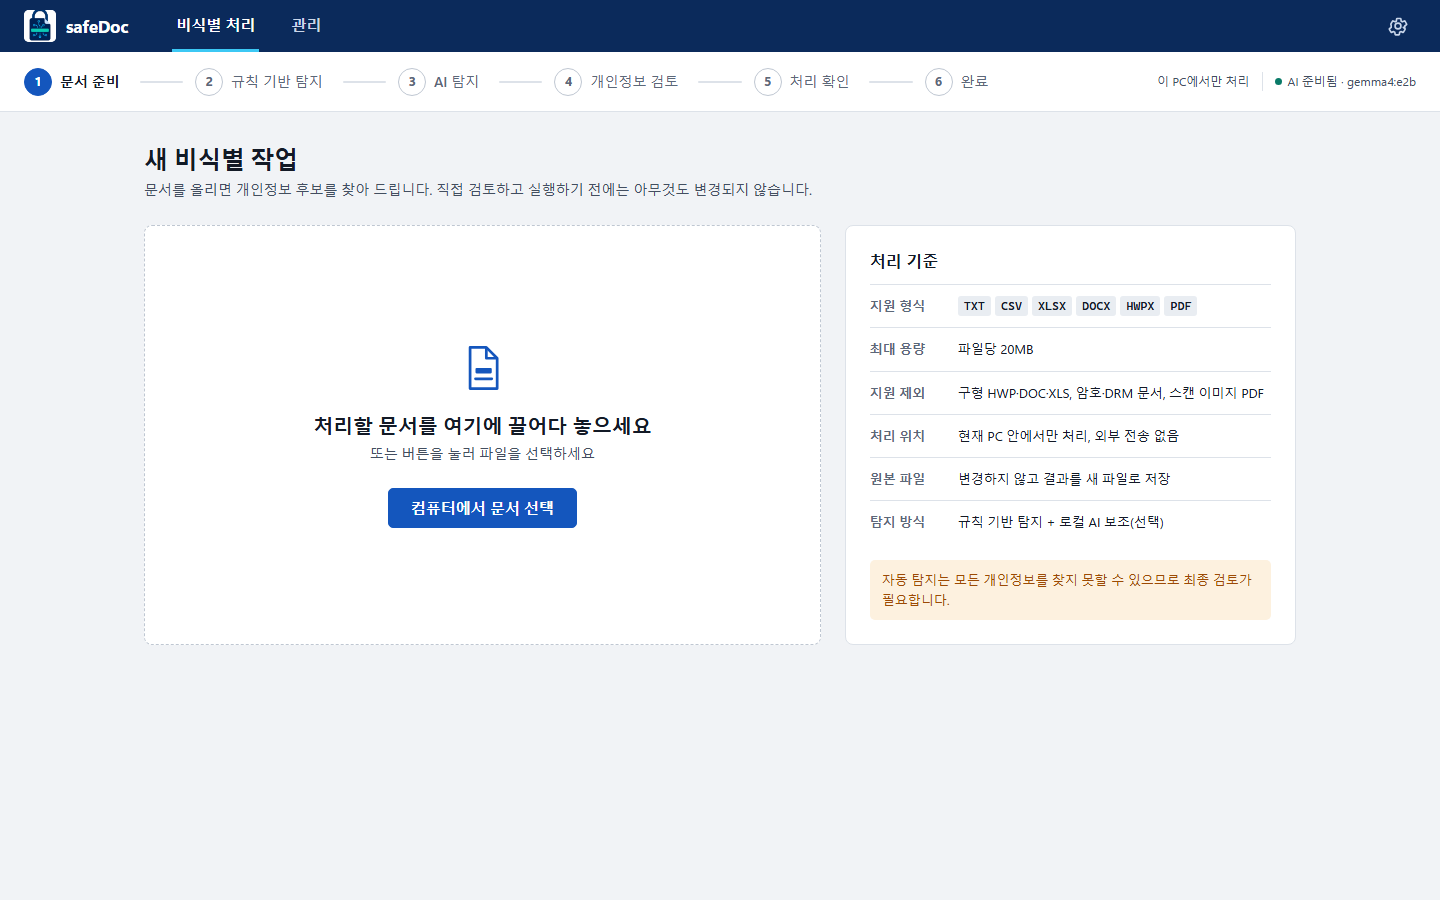 safeDoc
비식별 처리
관리
1 문서 준비
2 규칙 기반 탐지
3 AI 탐지
4 개인정보 검토
5 처리 확인
6 완료
이 PC에서만 처리
AI 준비됨 · gemma4:e2b
새 비식별 작업
문서를 올리면 개인정보 후보를 찾아 드립니다. 직접 검토하고 실행하기 전에는 아무것도 변경되지 않습니다.
처리할 문서를 여기에 끌어다 놓으세요
또는 버튼을 눌러 파일을 선택하세요
컴퓨터에서 문서 선택
처리 기준
지원 형식 TXT CSV XLSX DOCX HWPX PDF
최대 용량 파일당 20MB
지원 제외 구형 HWP·DOC·XLS, 암호·DRM 문서, 스캔 이미지 PDF
처리 위치 현재 PC 안에서만 처리, 외부 전송 없음
원본 파일 변경하지 않고 결과를 새 파일로 저장
탐지 방식 규칙 기반 탐지 + 로컬 AI 보조(선택)
자동 탐지는 모든 개인정보를 찾지 못할 수 있으므로 최종 검토가
필요합니다.